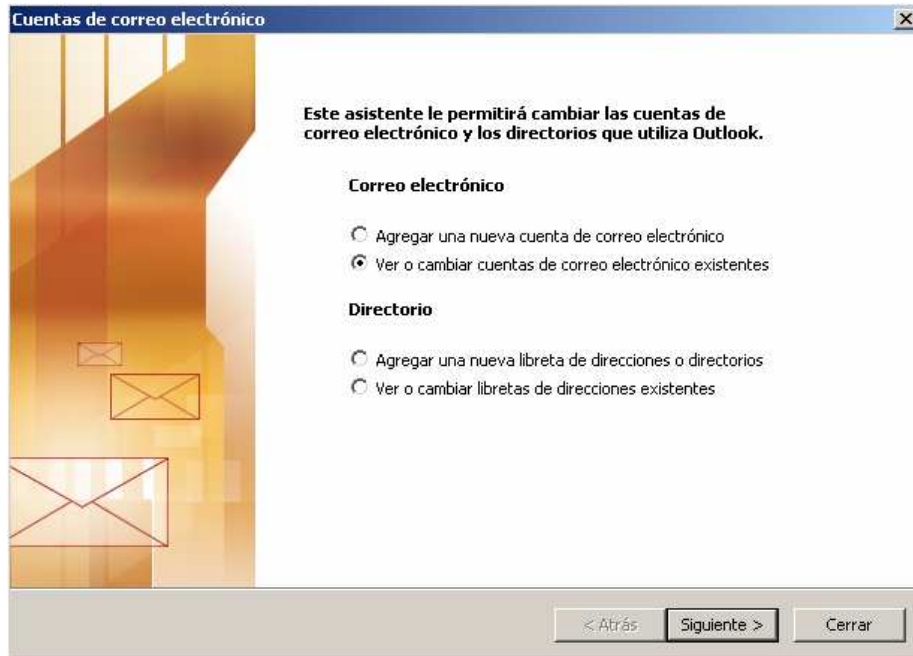 Cuentas de correo electrónico
Este asistente le permitirá cambiar las cuentas de
correo electrónico y los directorios que utiliza Outlook.
Correo electrónico
Agregar una nueva cuenta de correo electrónico
Ver o cambiar cuentas de correo electrónico existentes
Directorio
Agregar una nueva libreta de direcciones o directorios
Ver o cambiar libretas de direcciones existentes
< Atrás Siguiente > Cerrar